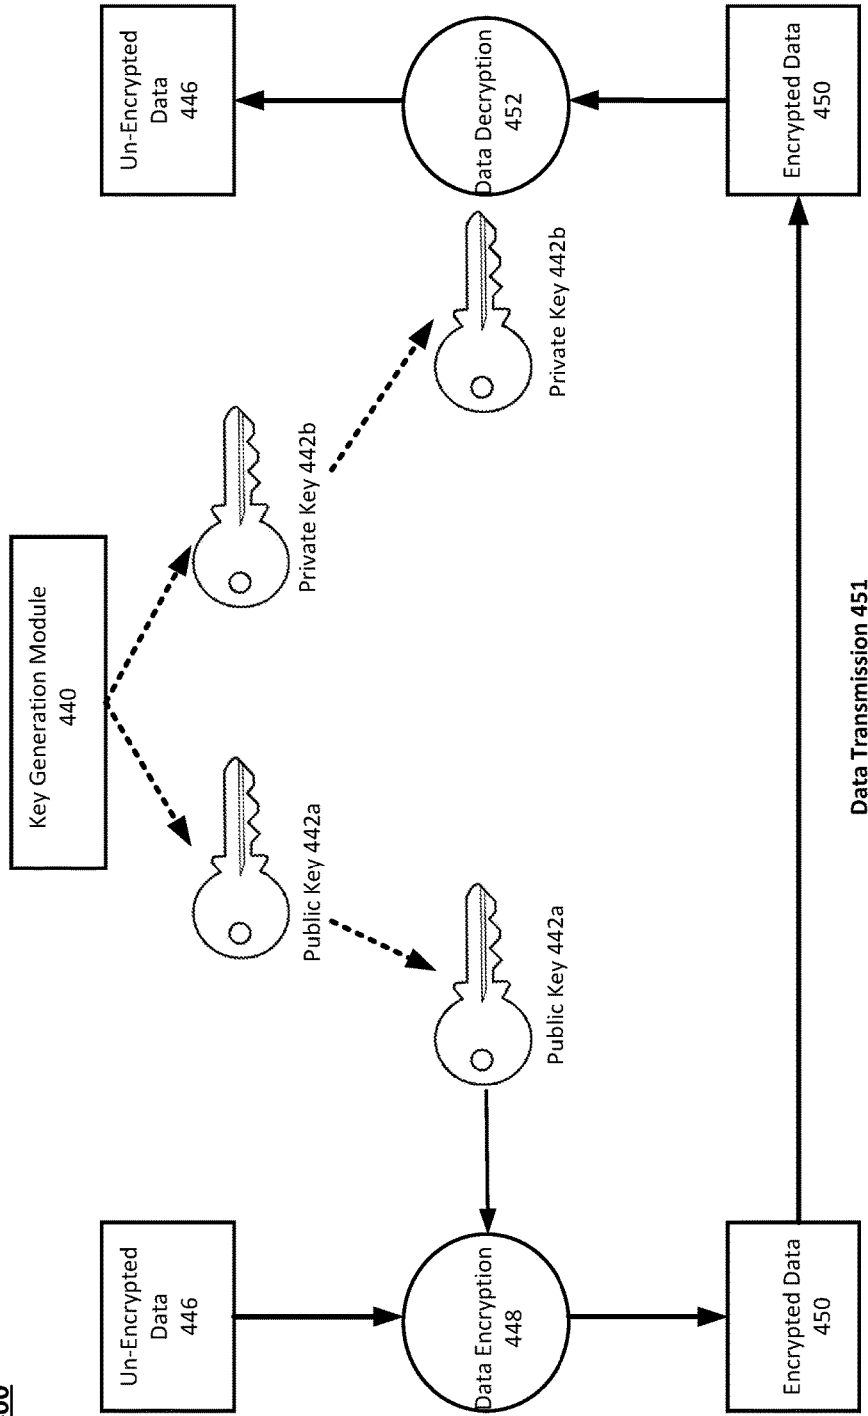 Key Generation Module
440
Un-Encrypted
Data
446
Un-Encrypted
Data
446
Public Key 442a
Private Key 442b
Data Encryption
448
Public Key 442a
Private Key 442b
Data Decryption
452
Encrypted Data
450
Encrypted Data
450
Data Transmission 451